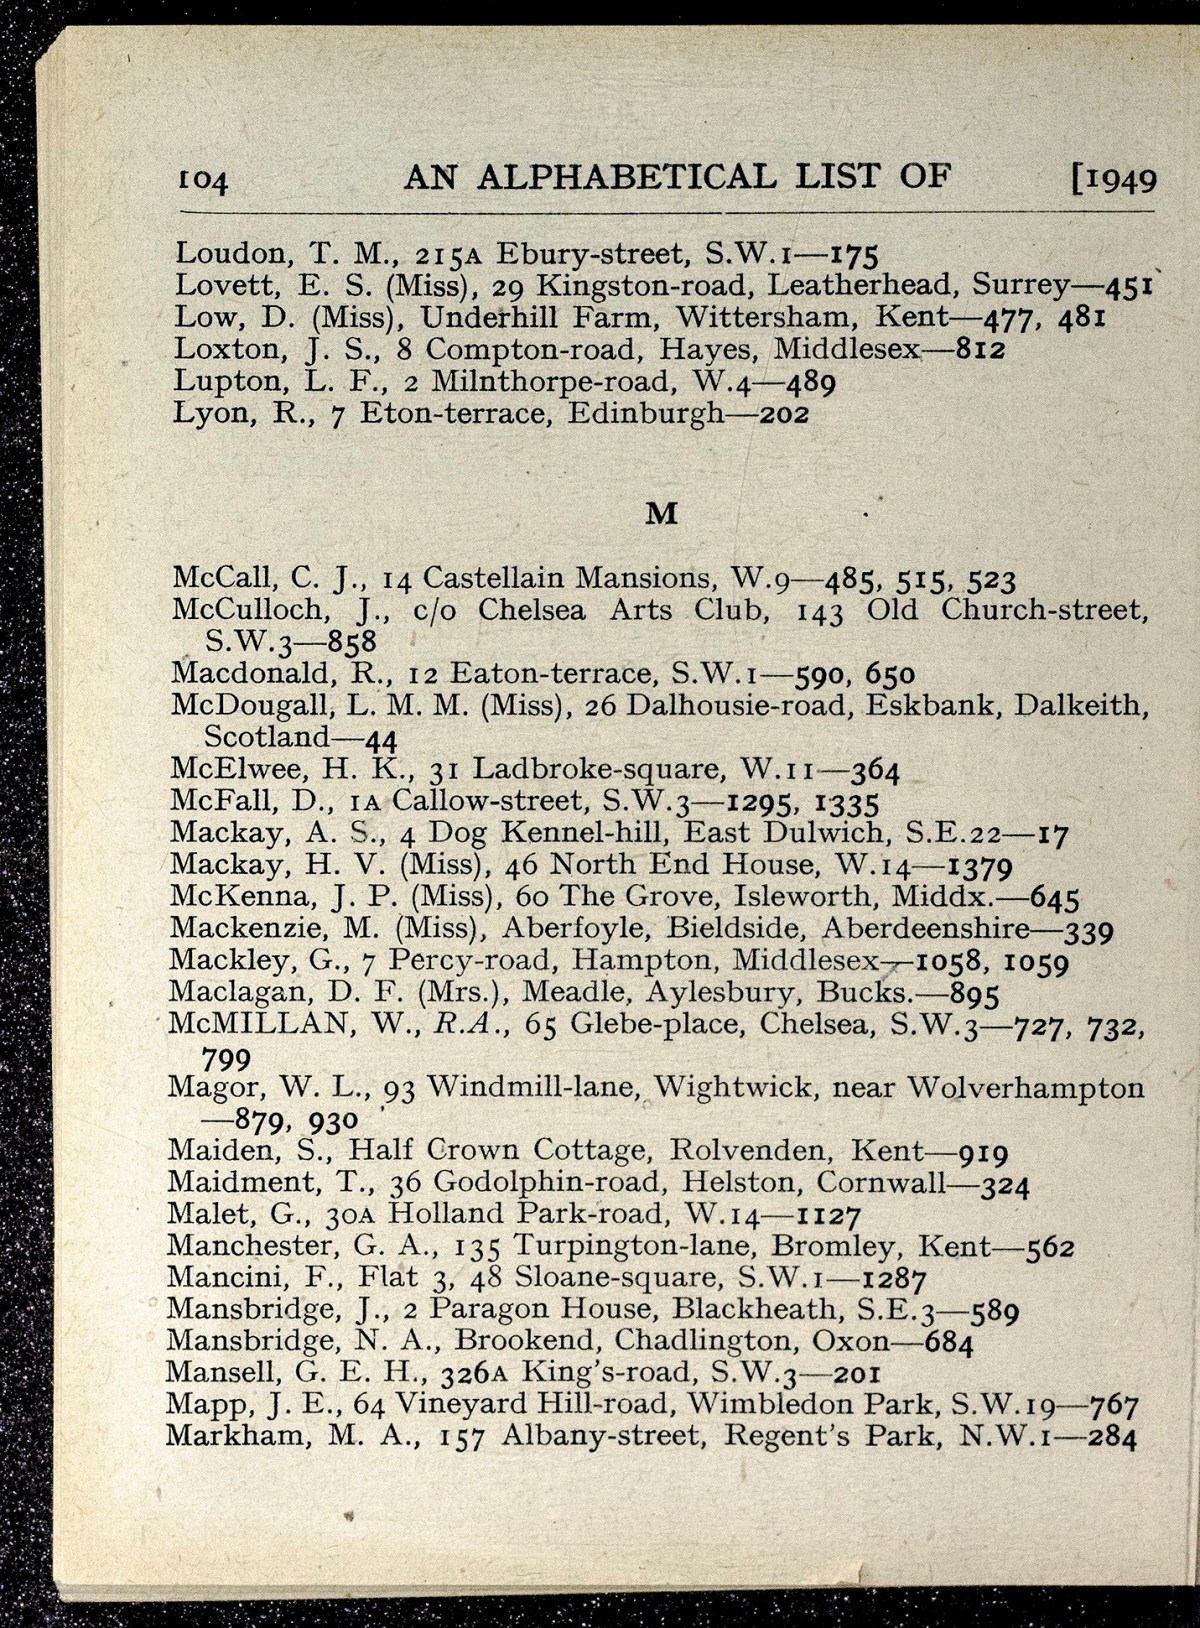 104 AN ALPHABETICAL LIST OF [1949
Loudon, T. M., 215A Ebury-street, S.W.1—175
Lovett, E. S. (Miss), 29 Kingston-road, Leatherhead, Surrey—451
Low, D. (Miss), Underhill Farm, Wittersham, Kent—477, 481
Loxton, J. S., 8 Compton-road, Hayes, Middlesex—812
Lupton, L. F., 2 Milnthorpe-road, W.4—489
Lyon, R., 7 Eton-terrace, Edinburgh—202
M
McCall, C. J., 14 Castellain Mansions, W.9—485, 515, 523
McCulloch, J., c/o Chelsea Arts Club, 143 Old Church-street,
S.W.3—858
Macdonald, R., 12 Eaton-terrace, S.W.1—590, 650
McDougall, L. M. M. (Miss), 26 Dalhousie-road, Eskbank, Dalkeith,
Scotland—44
McElwee, H. K., 31 Ladbroke-square, W.11—364
McFall, D., 1A Callow-street, S.W.3—1295, 1335
Mackay, A. S., 4 Dog Kennel-hill, East Dulwich, S.E.22—17
Mackay, H. V. (Miss), 46 North End House, W.14—1379
McKenna, J. P. (Miss), 60 The Grove, Isleworth, Middx.—645
Mackenzie, M. (Miss), Aberfoyle, Bieldside, Aberdeenshire—339
Mackley, G., 7 Percy-road, Hampton, Middlesex—1058, 1059
Maclagan, D. F. (Mrs.), Meadle, Aylesbury, Bucks.—895
McMILLAN, W., R.A., 65 Glebe-place, Chelsea, S.W.3—727, 732,
799
Magor, W. L., 93 Windmill-lane, Wightwick, near Wolverhampton
—879, 930
Maiden, S., Half Crown Cottage, Rolvenden, Kent—919
Maidment, T., 36 Godolphin-road, Helston, Cornwall—324
Malet, G., 30A Holland Park-road, W.14—1127
Manchester, G. A., 135 Turpington-lane, Bromley, Kent—562
Mancini, F., Flat 3, 48 Sloane-square, S.W.1—1287
Mansbridge, J., 2 Paragon House, Blackheath, S.E.3—589
Mansbridge, N. A., Brookend, Chadlington, Oxon—684
Mansell, G. E. H., 326A King's-road, S.W.3—201
Mapp, J. E., 64 Vineyard Hill-road, Wimbledon Park, S.W.19—767
Markham, M. A., 157 Albany-street, Regent's Park, N.W.1—284